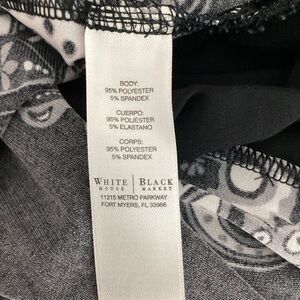 BODY:
95% POLYESTER
5% SPANDEX
CUERPO:
95% POLIESTER
5% ELASTANO
CORPS:
95% POLYESTER
5% SPANDEX
WHITE | BLACK
HOUSE | MARKET
11215 METRO PARKWAY
FORT MYERS, FL 33966